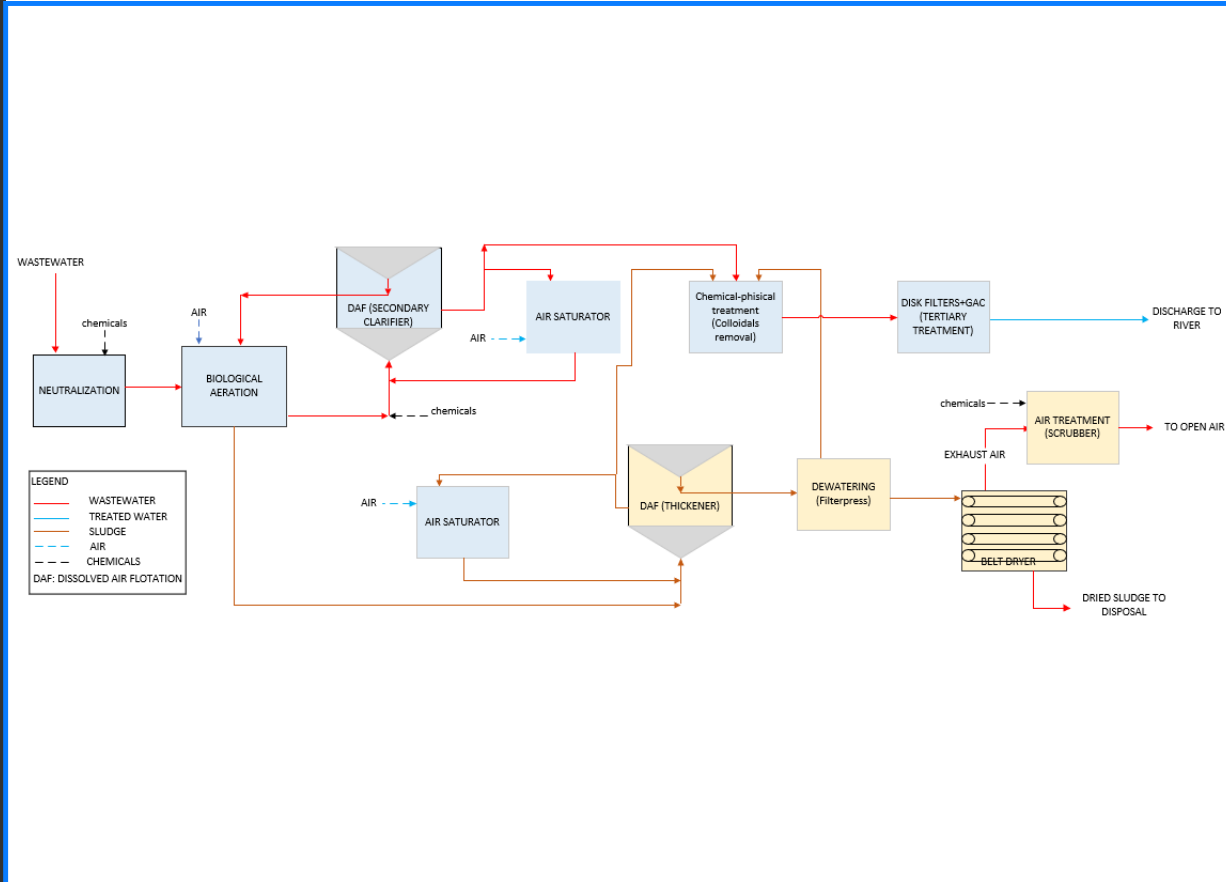 WASTEWATER
chemicals
NEUTRALIZATION
AIR
BIOLOGICAL
AERATION
DAF (SECONDARY
CLARIFIER)
chemicals
AIR SATURATOR
AIR
Chemical-phisical
treatment
(Colloidals
removal)
DISK FILTERS+GAC
(TERTIARY
TREATMENT)
DISCHARGE TO
RIVER
AIR
AIR SATURATOR
DAF (THICKENER)
DEWATERING
(Filterpress)
chemicals
AIR TREATMENT
(SCRUBBER)
TO OPEN AIR
EXHAUST AIR
BELT DRYER
DRIED SLUDGE TO
DISPOSAL
LEGEND
WASTEWATER
TREATED WATER
SLUDGE
AIR
CHEMICALS
DAF: DISSOLVED AIR FLOTATION